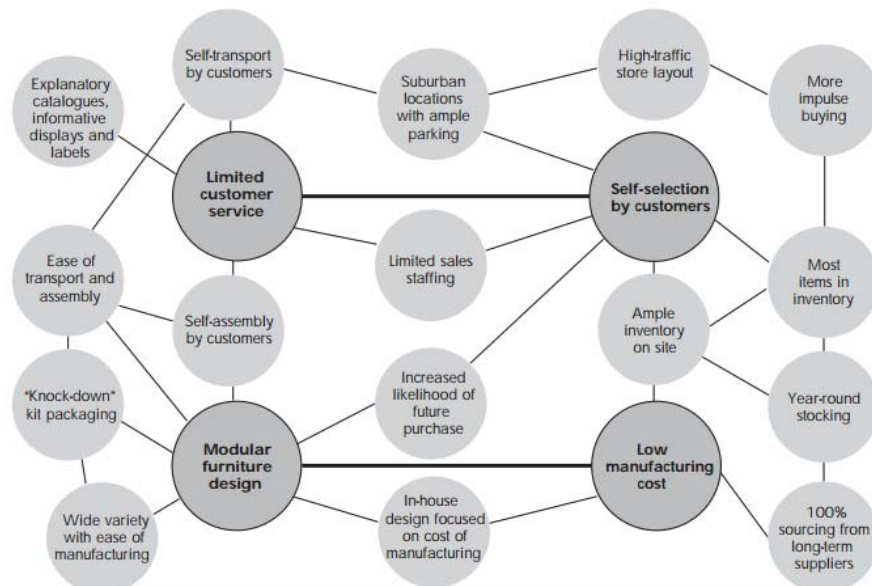 Self-transport
by customers
High-traffic
store layout
Explanatory
catalogues,
informative
displays and
labels
Suburban
locations
with ample
parking
More
impulse
buying
Limited
customer
service
Self-selection
by customers
Ease of
transport and
assembly
Limited sales
staffing
Most
items in
inventory
Self-assembly
by customers
Ample
inventory
on site
"Knock-down"
kit packaging
Increased
likelihood of
future
purchase
Year-round
stocking
Modular
furniture
design
Low
manufacturing
cost
Wide variety
with ease of
manufacturing
In-house
design focused
on cost of
manufacturing
100%
sourcing from
long-term
suppliers